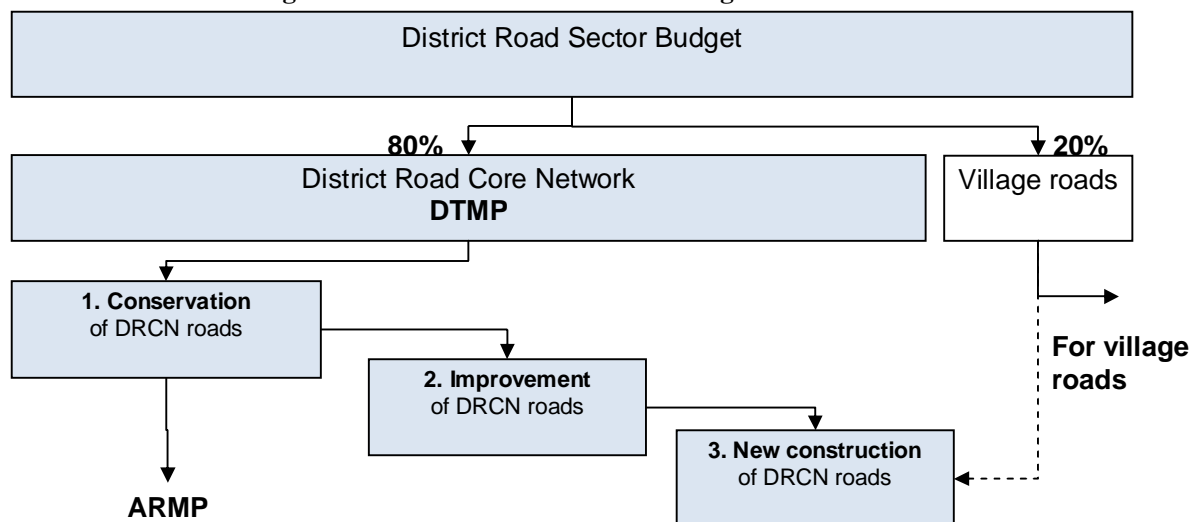 District Road Sector Budget
80%
20%
District Road Core Network
DTMP
Village roads
1. Conservation
of DRCN roads
For village
roads
2. Improvement
of DRCN roads
3. New construction
of DRCN roads
ARMP